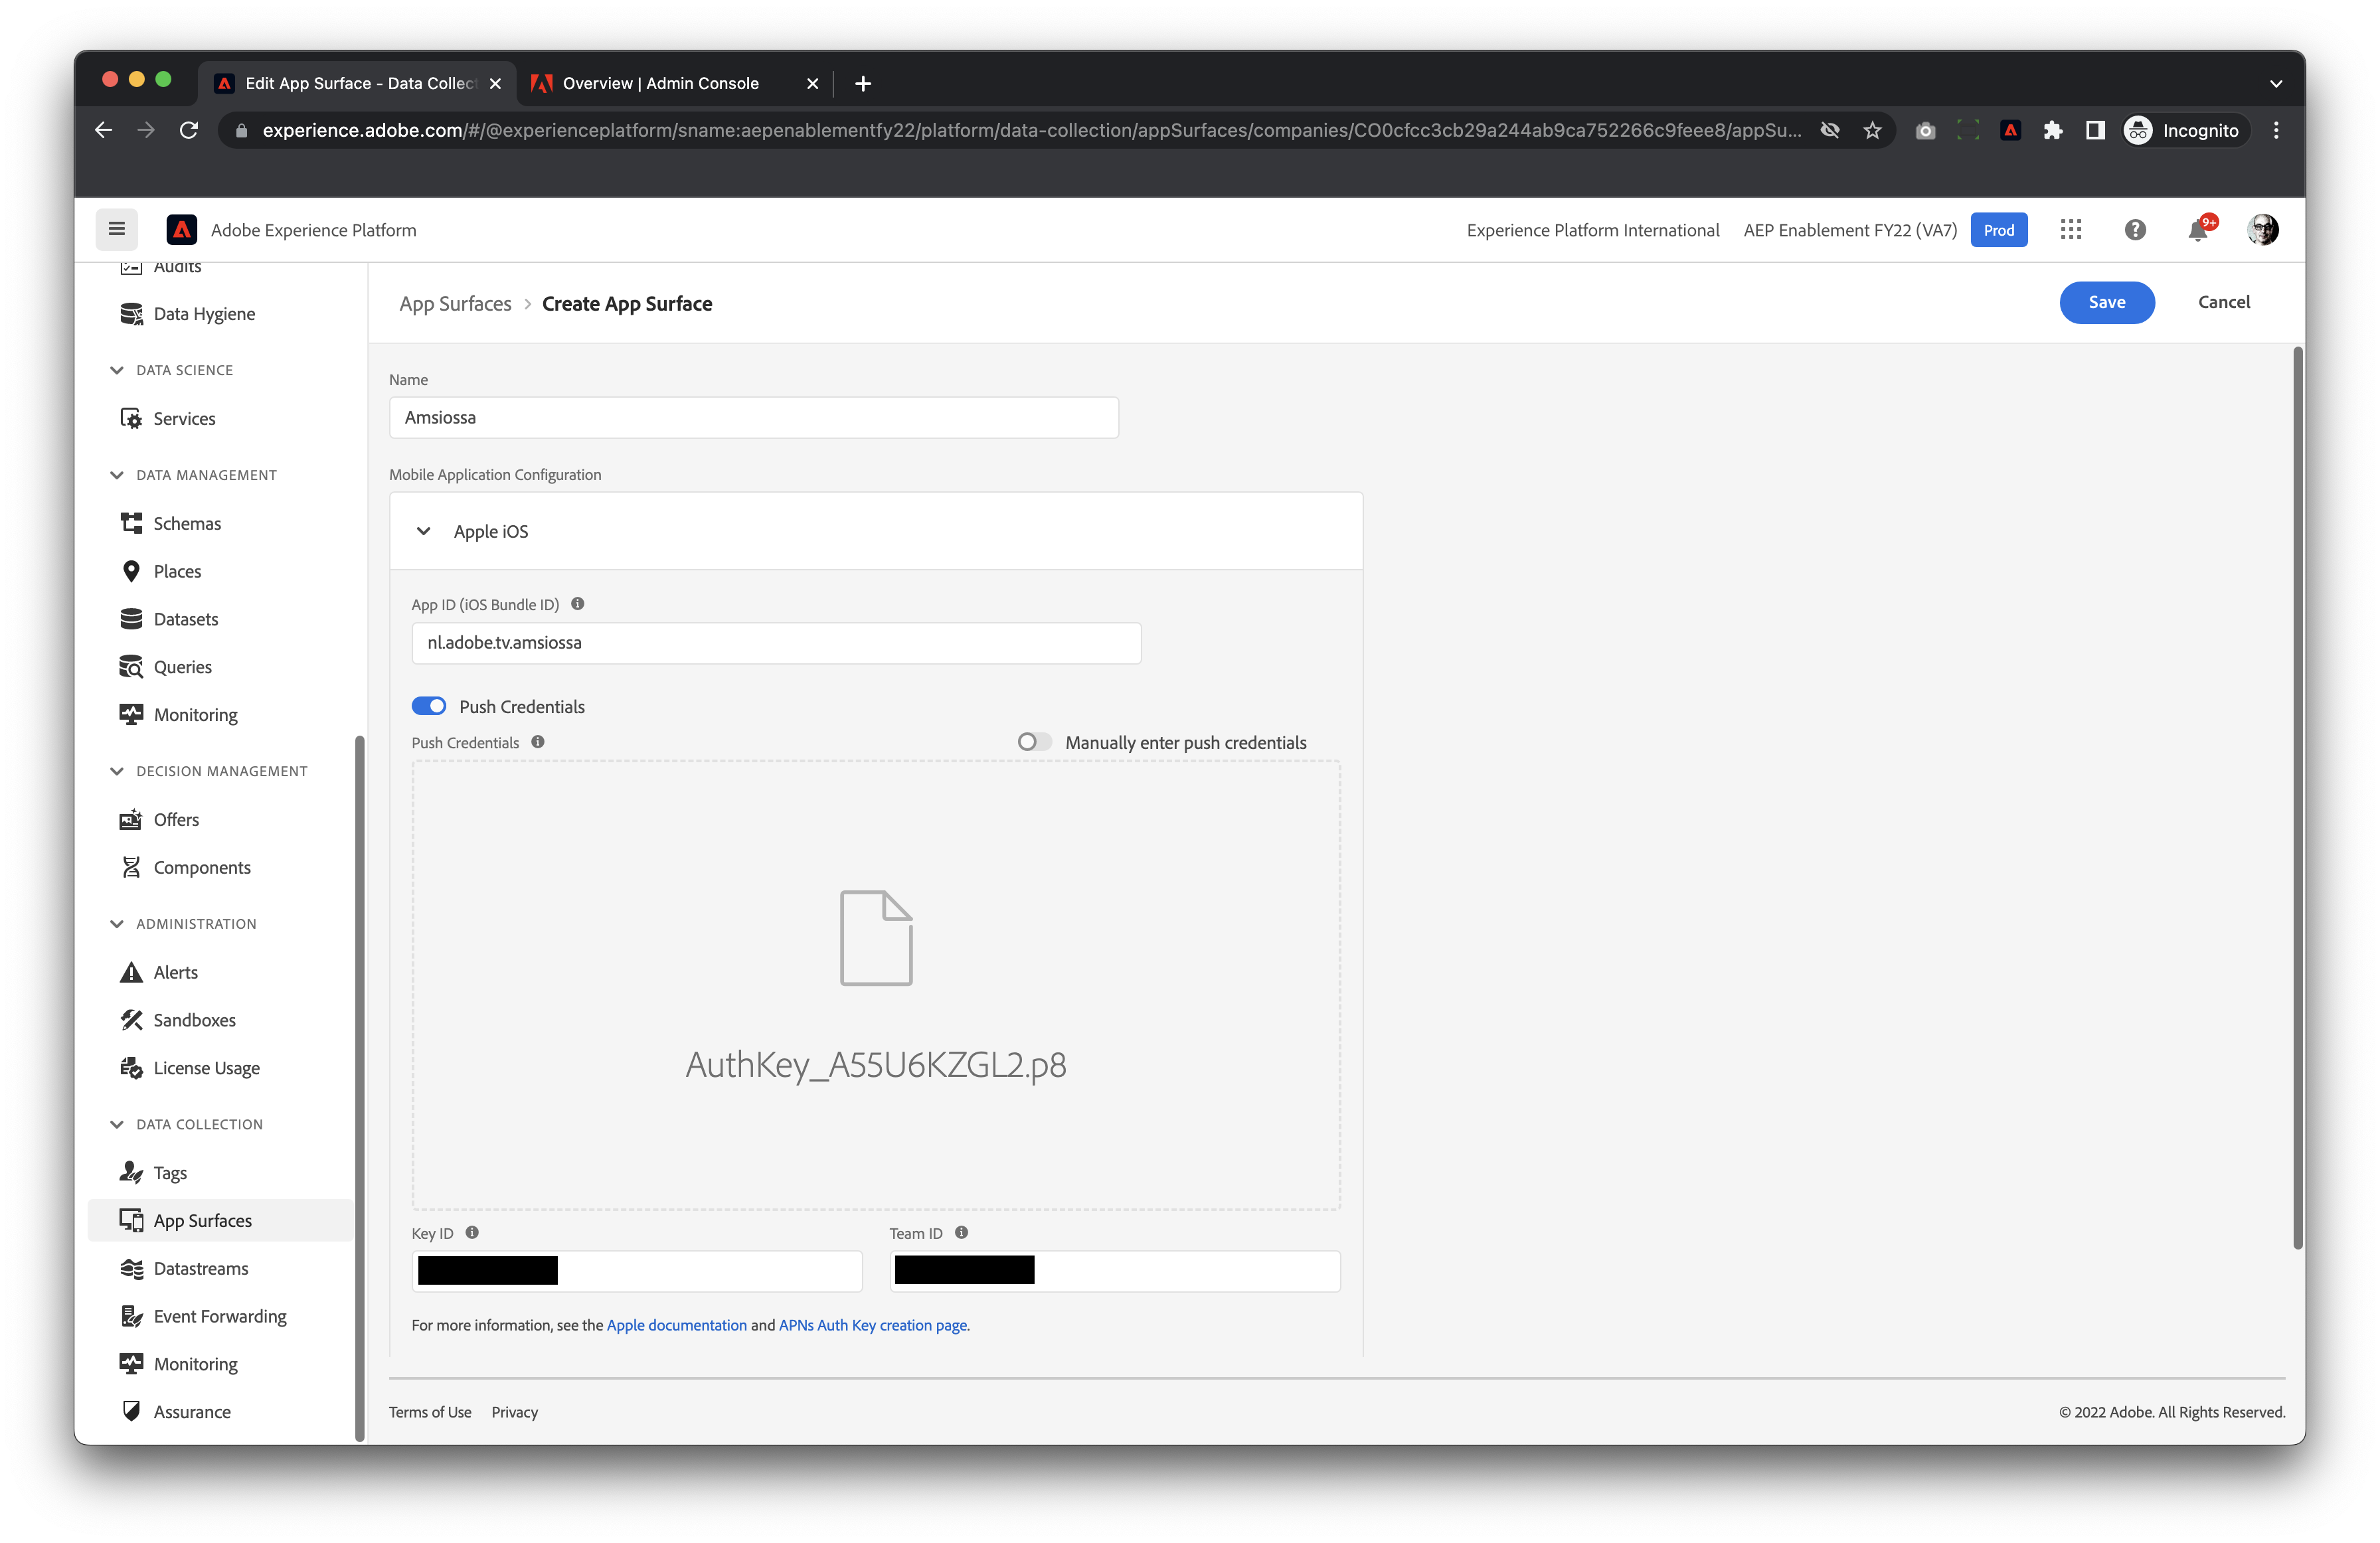 Edit App Surface - Data Collect
Overview | Admin Console
experience.adobe.com/#/@experienceplatform/sname:aepenablementfy22/platform/data-collection/appSurfaces/companies/CO0cfcc3cb29a244ab9ca752266c9feee8/appSu...
Incognito
Adobe Experience Platform
Experience Platform International
AEP Enablement FY22 (VA7)
Prod
9+
Audits
Data Hygiene
DATA SCIENCE
Services
DATA MANAGEMENT
Schemas
Places
Datasets
Queries
Monitoring
DECISION MANAGEMENT
Offers
Components
ADMINISTRATION
Alerts
Sandboxes
License Usage
DATA COLLECTION
Tags
App Surfaces
Datastreams
Event Forwarding
Monitoring
Assurance
App Surfaces > Create App Surface
Save
Cancel
Name
Amsiossa
Mobile Application Configuration
Apple iOS
App ID (iOS Bundle ID)
nl.adobe.tv.amsiossa
Push Credentials
Push Credentials
Manually enter push credentials
AuthKey_A55U6KZGL2.p8
Key ID
Team ID
For more information, see the Apple documentation and APNs Auth Key creation page.
Terms of Use
Privacy
© 2022 Adobe. All Rights Reserved.